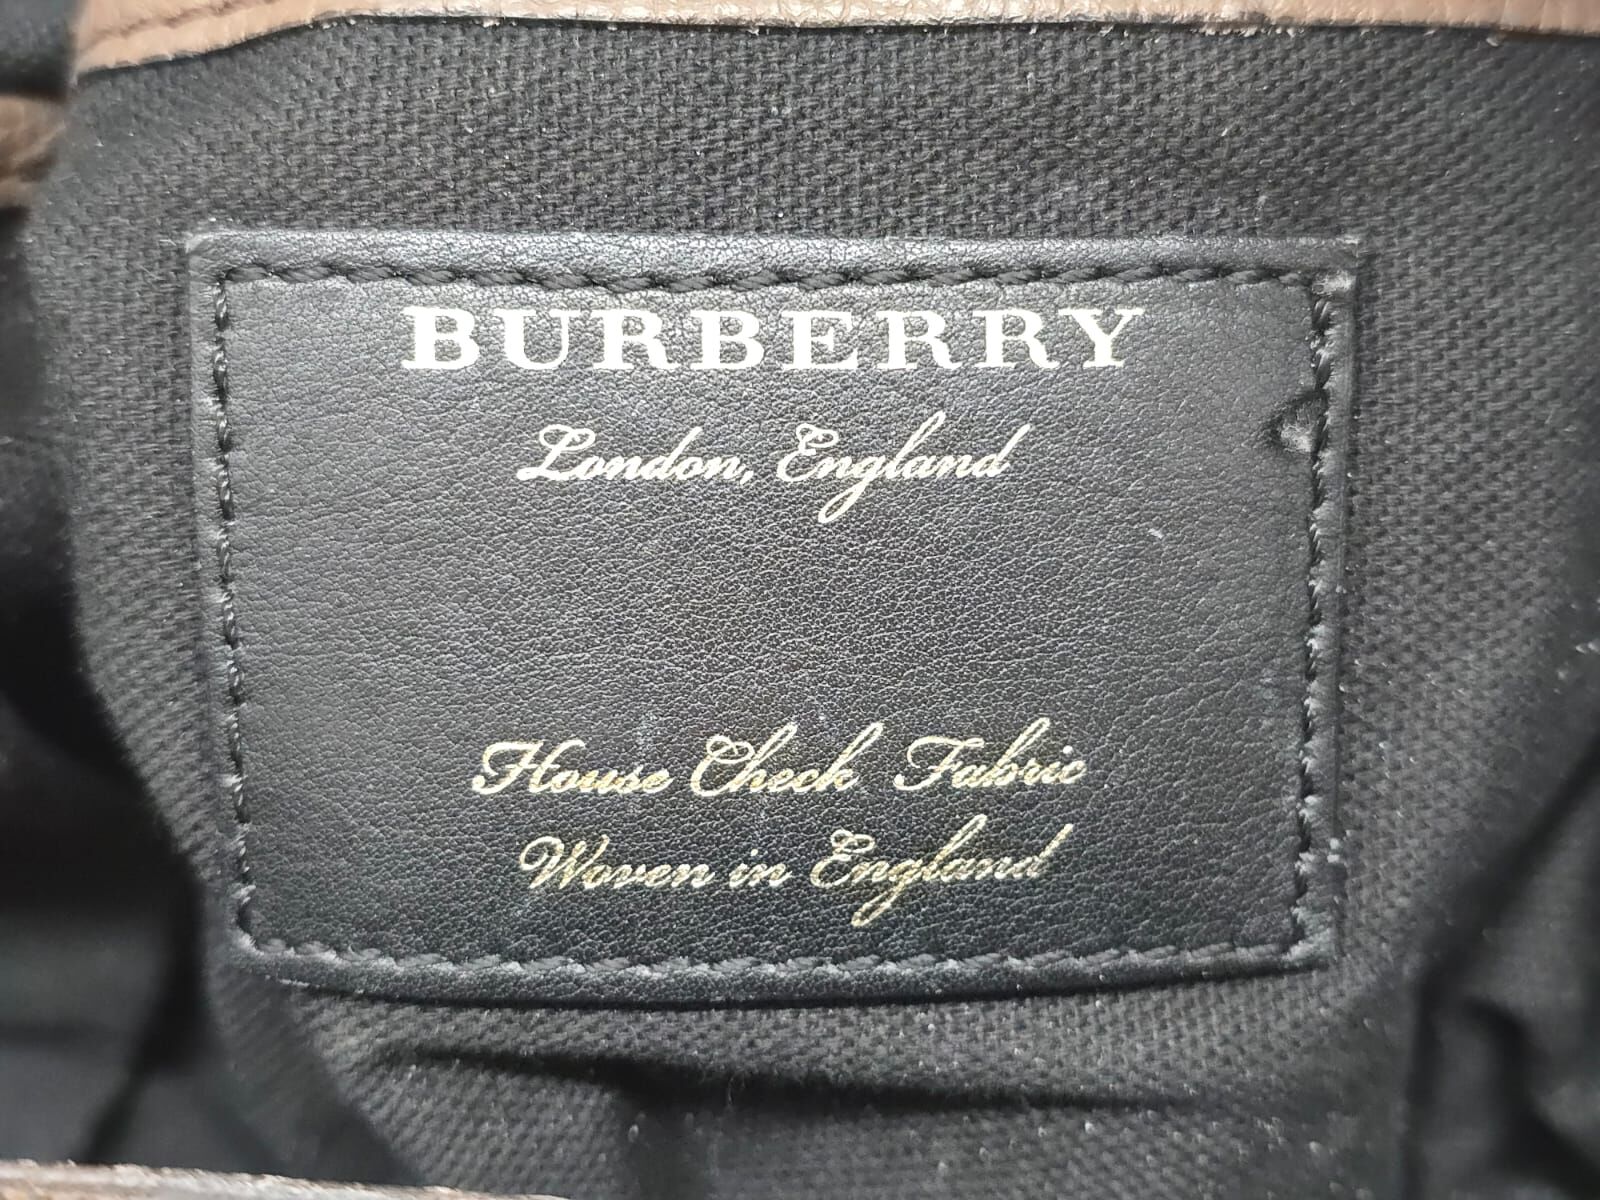 BURBERRY
London, England
House Check Fabric
Woven in England